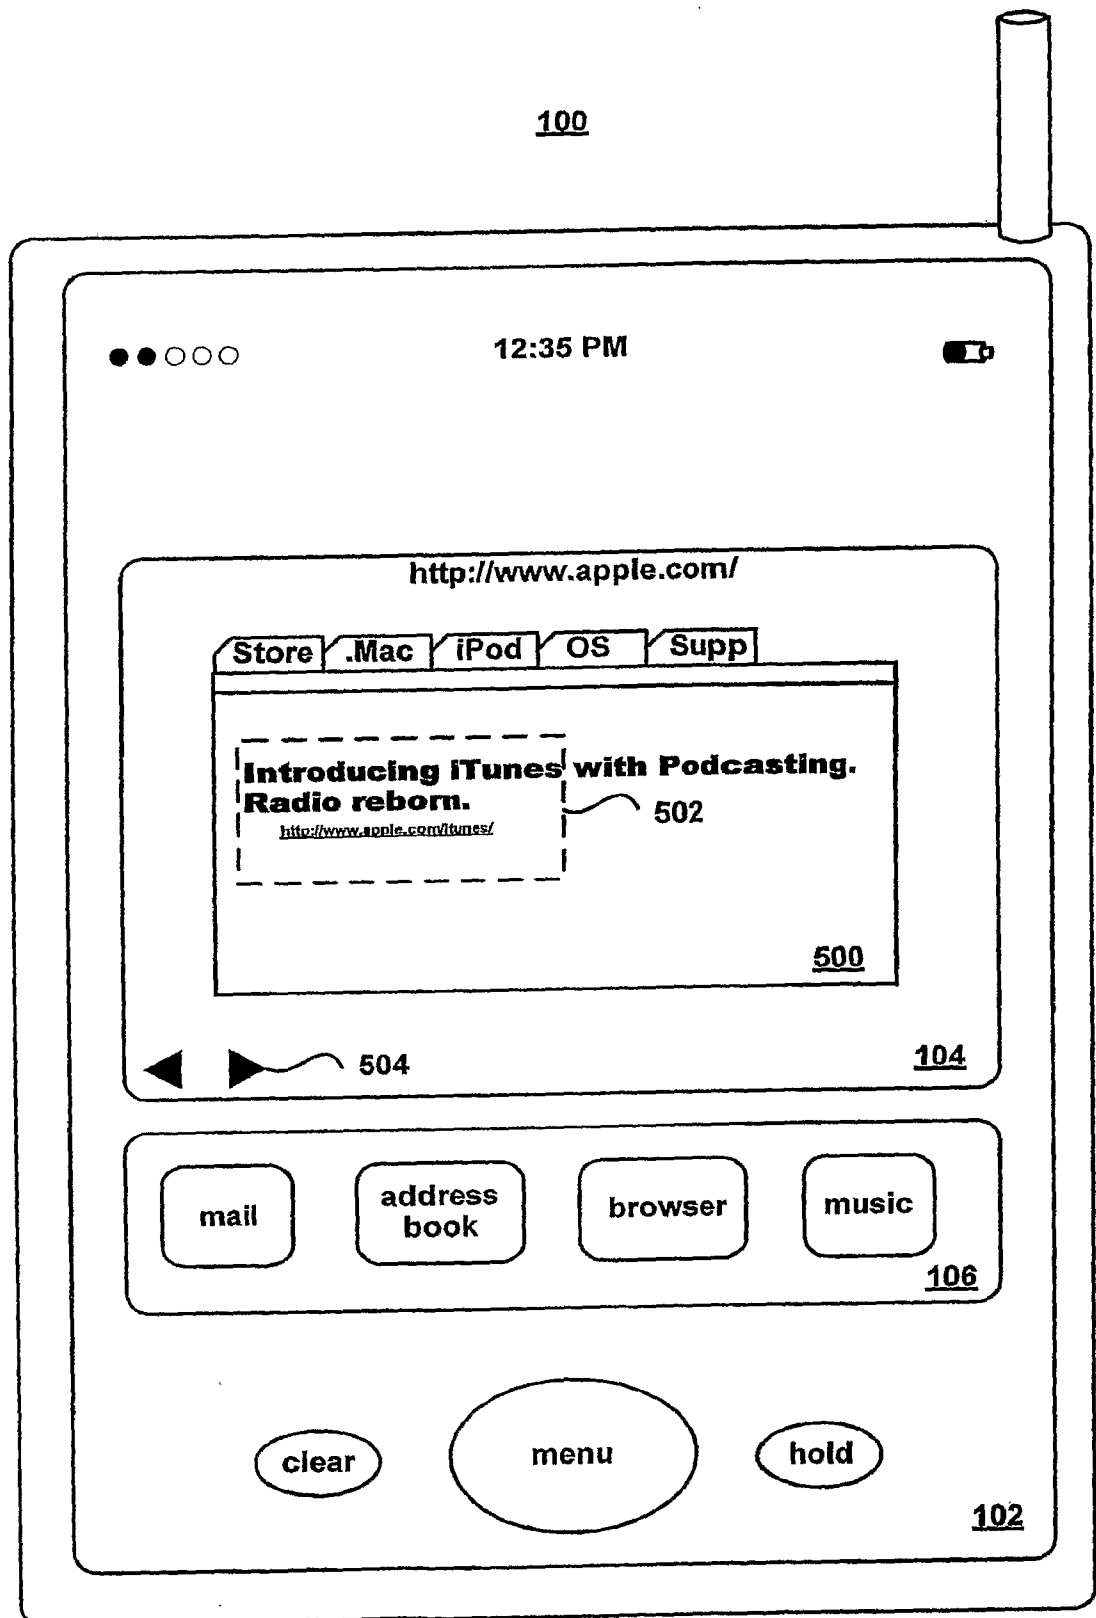 100
12:35 PM
http://www.apple.com/
Store .Mac iPod OS Supp
Introducing iTunes with Podcasting.
Radio reborn.
502
http://www.apple.com/itunes/
500
504
104
mail address book browser music
106
clear menu hold
102